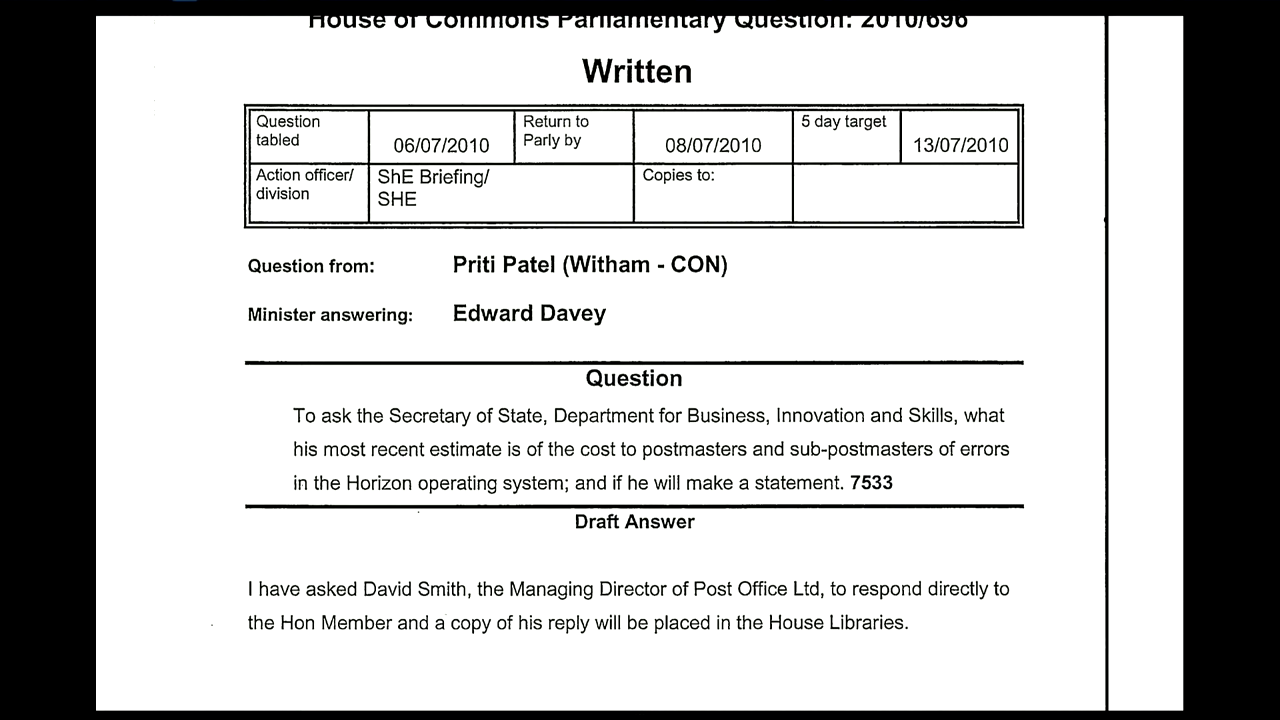 House of Commons Parliamentary Question: 2010/696
Written
Question
tabled
06/07/2010
Return to
Parly by
08/07/2010
5 day target
13/07/2010
Action officer/
division
ShE Briefing/
SHE
Copies to:
Question from:
Priti Patel (Witham - CON)
Minister answering:
Edward Davey
Question
To ask the Secretary of State, Department for Business, Innovation and Skills, what
his most recent estimate is of the cost to postmasters and sub-postmasters of errors
in the Horizon operating system; and if he will make a statement. 7533
Draft Answer
I have asked David Smith, the Managing Director of Post Office Ltd, to respond directly to
the Hon Member and a copy of his reply will be placed in the House Libraries.